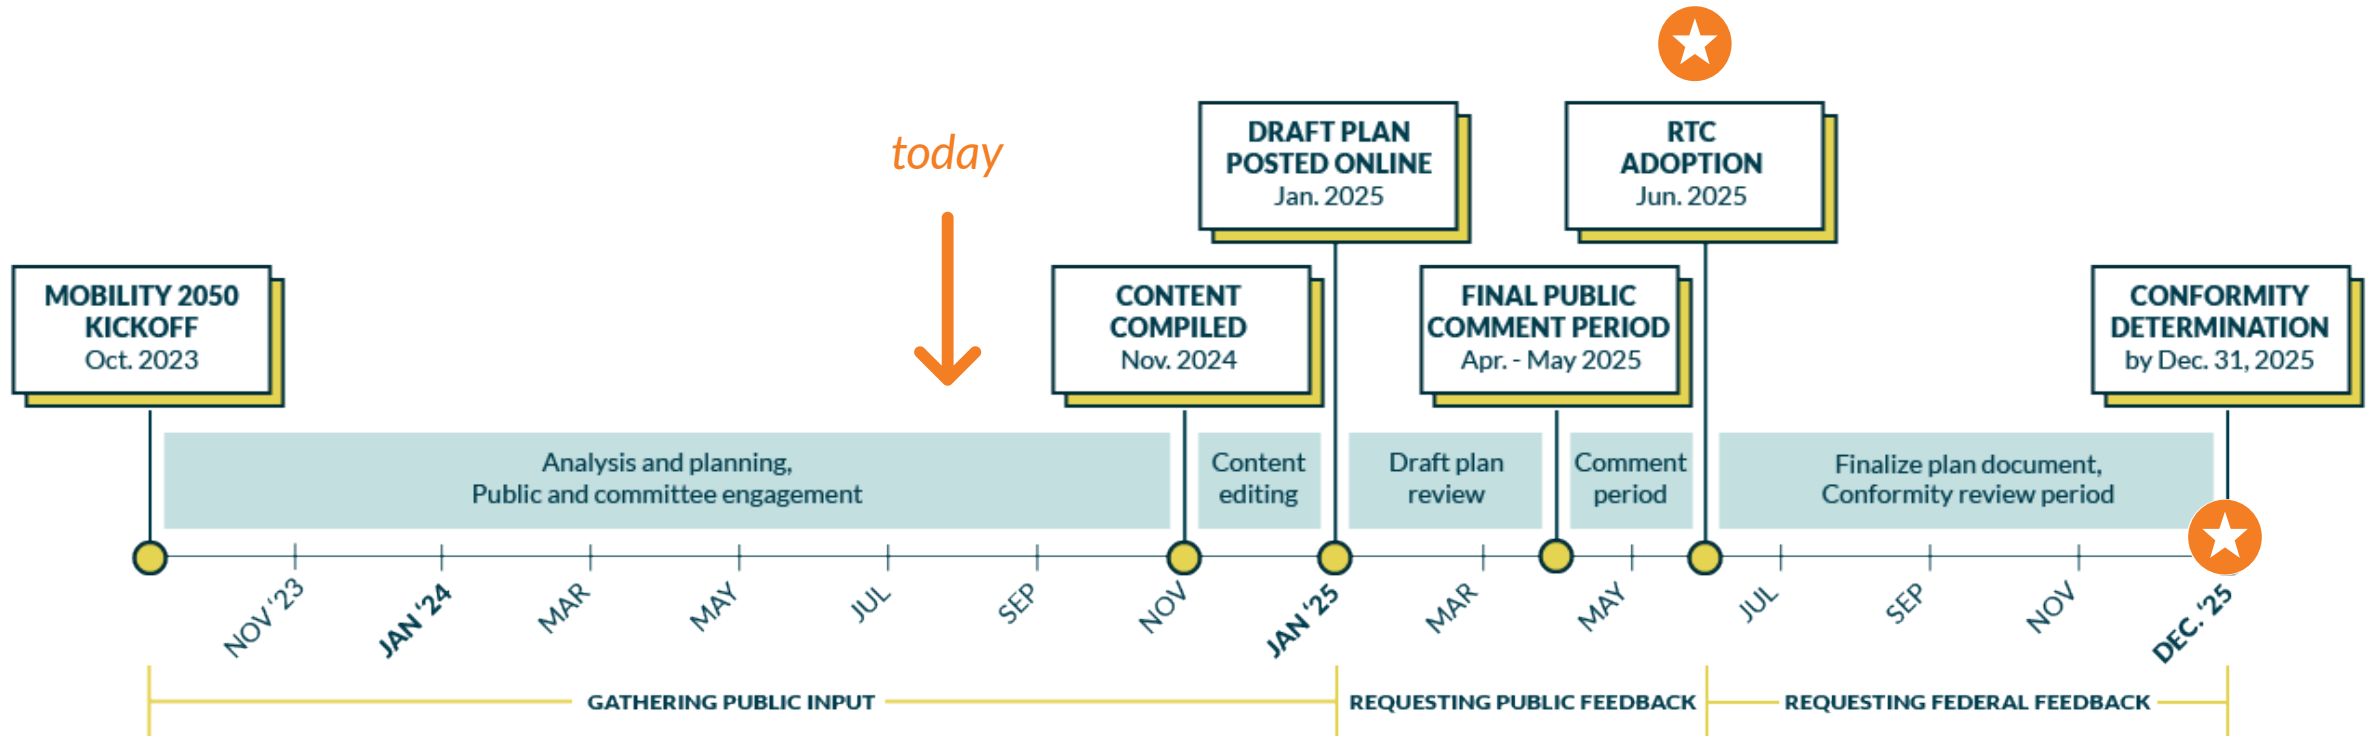 today
MOBILITY 2050
KICKOFF
Oct. 2023
CONTENT
COMPILED
Nov. 2024
DRAFT PLAN
POSTED ONLINE
Jan. 2025
FINAL PUBLIC
COMMENT PERIOD
Apr. - May 2025
RTC
ADOPTION
Jun. 2025
CONFORMITY
DETERMINATION
by Dec. 31, 2025
Analysis and planning,
Public and committee engagement
Content
editing
Draft plan
review
Comment
period
Finalize plan document,
Conformity review period
NOV '23
JAN '24
MAR
MAY
JUL
SEP
NOV
JAN '25
MAR
MAY
JUL
SEP
NOV
DEC. '25
GATHERING PUBLIC INPUT
REQUESTING PUBLIC FEEDBACK
REQUESTING FEDERAL FEEDBACK